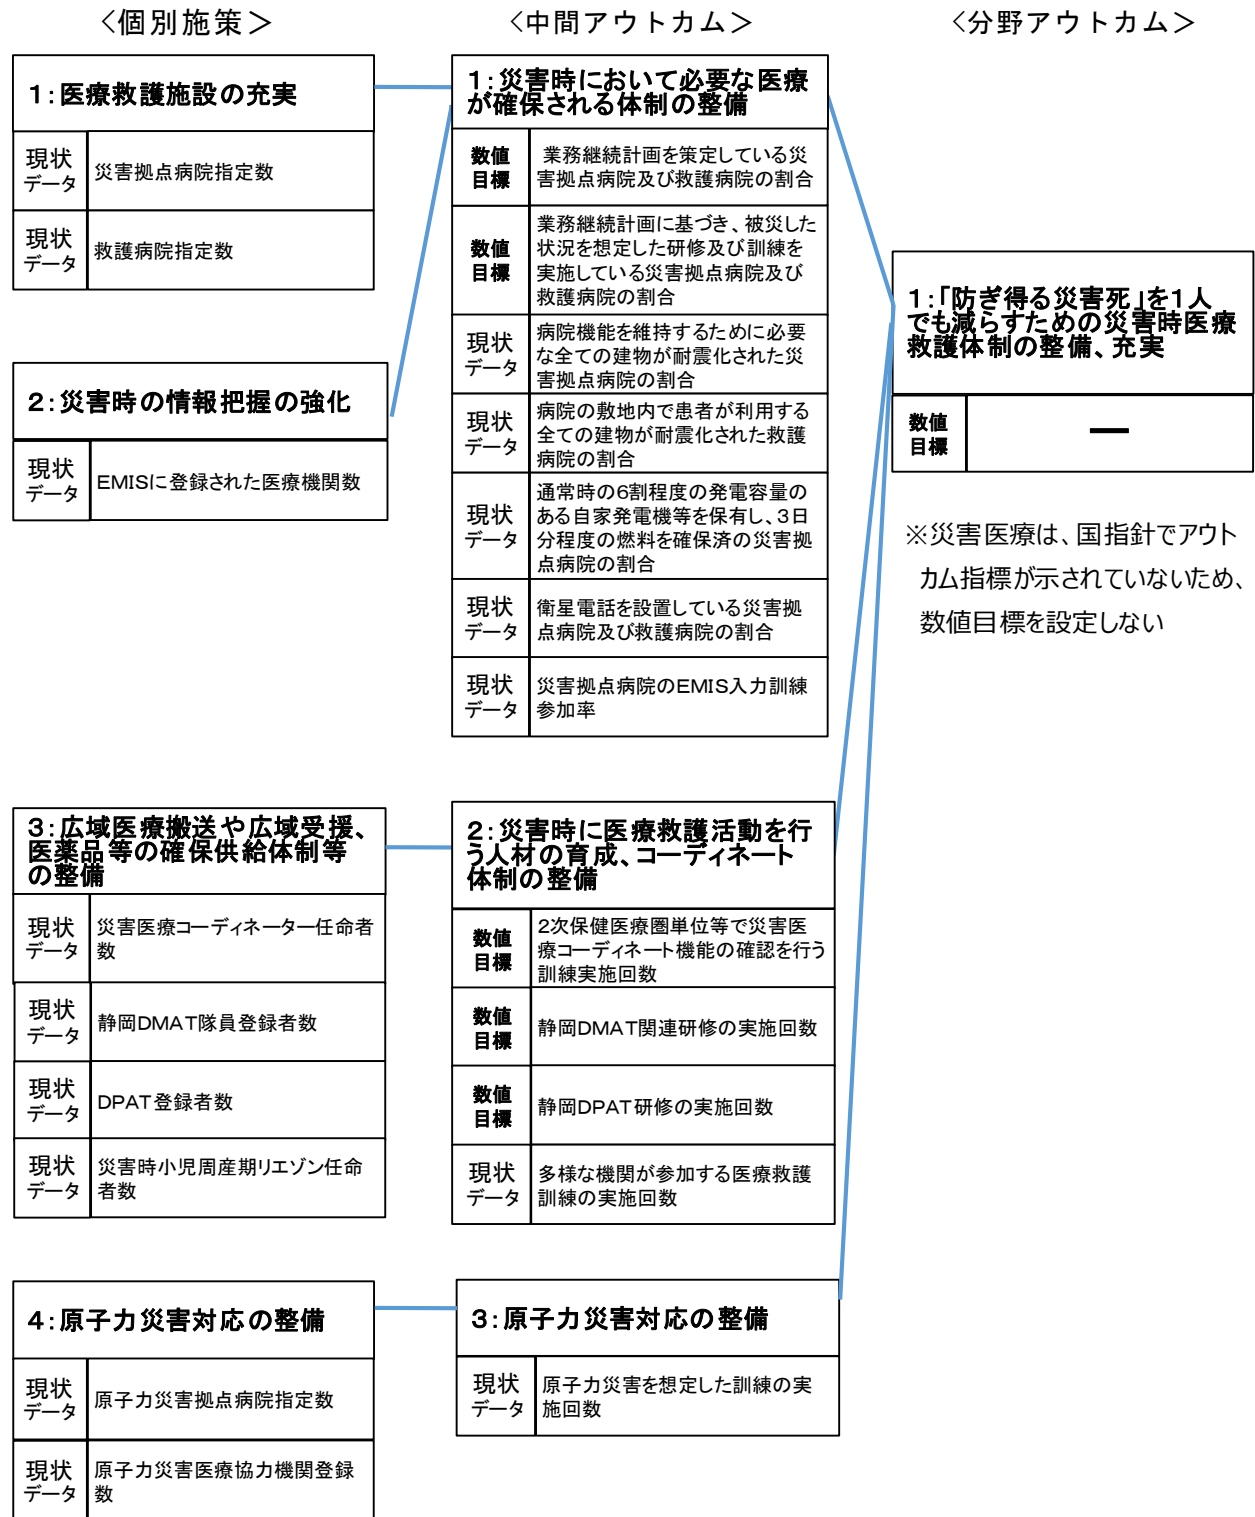 ＜個別施策＞
＜中間アウトカム＞
＜分野アウトカム＞
1：医療救護施設の充実
現状
データ
災害拠点病院指定数
現状
データ
救護病院指定数
2：災害時の情報把握の強化
現状
データ
EMISに登録された医療機関数
3：広域医療搬送や広域受援、
医薬品等の確保供給体制等
の整備
現状
データ
災害医療コーディネーター任命者
数
現状
データ
静岡DMAT隊員登録者数
現状
データ
DPAT登録者数
現状
データ
災害時小児周産期リエゾン任命
者数
4：原子力災害対応の整備
現状
データ
原子力災害拠点病院指定数
現状
データ
原子力災害医療協力機関登録
数
1：災害時において必要な医療
が確保される体制の整備
数値
目標
業務継続計画を策定している災
害拠点病院及び救護病院の割合
数値
目標
業務継続計画に基づき、被災した
状況を想定した研修及び訓練を
実施している災害拠点病院及び
救護病院の割合
現状
データ
病院機能を維持するために必要
な全ての建物が耐震化された災
害拠点病院の割合
現状
データ
病院の敷地内で患者が利用する
全ての建物が耐震化された救護
病院の割合
現状
データ
通常時の6割程度の発電容量の
ある自家発電機等を保有し、3日
分程度の燃料を確保済の災害拠
点病院の割合
現状
データ
衛星電話を設置している災害拠
点病院及び救護病院の割合
現状
データ
災害拠点病院のEMIS入力訓練
参加率
2：災害時に医療救護活動を行
う人材の育成、コーディネート
体制の整備
数値
目標
2次保健医療圏単位等で災害医
療コーディネート機能の確認を行う
訓練実施回数
数値
目標
静岡DMAT関連研修の実施回数
数値
目標
静岡DPAT研修の実施回数
現状
データ
多様な機関が参加する医療救護
訓練の実施回数
3：原子力災害対応の整備
現状
データ
原子力災害を想定した訓練の実
施回数
1：「防ぎ得る災害死」を1人
でも減らすための災害時医療
救護体制の整備、充実
数値
目標
ー
※災害医療は、国指針でアウト
カム指標が示されていないため、
数値目標を設定しない